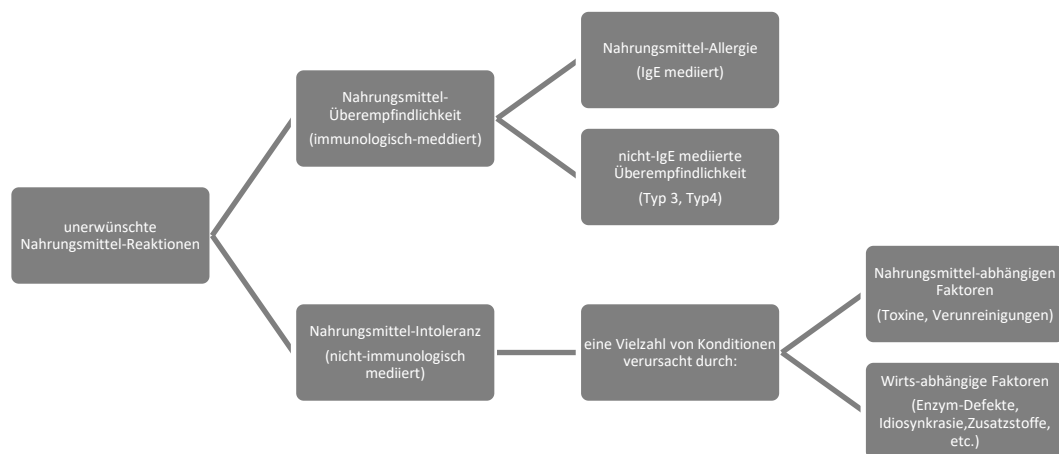 unerwünschte
Nahrungsmittel-Reaktionen
Nahrungsmittel-
Überempfindlichkeit
(immunologisch-meddiert)
Nahrungsmittel-Allergie
(IgE mediiert)
nicht-IgE mediierte
Überempfindlichkeit
(Typ 3, Typ4)
Nahrungsmittel-Intoleranz
(nicht-immunologisch
mediiert)
eine Vielzahl von Konditionen
verursacht durch:
Nahrungsmittel-abhängigen
Faktoren
(Toxine, Verunreinigungen)
Wirts-abhängige Faktoren
(Enzym-Defekte,
Idiosynkrasie,Zusatzstoffe,
etc.)